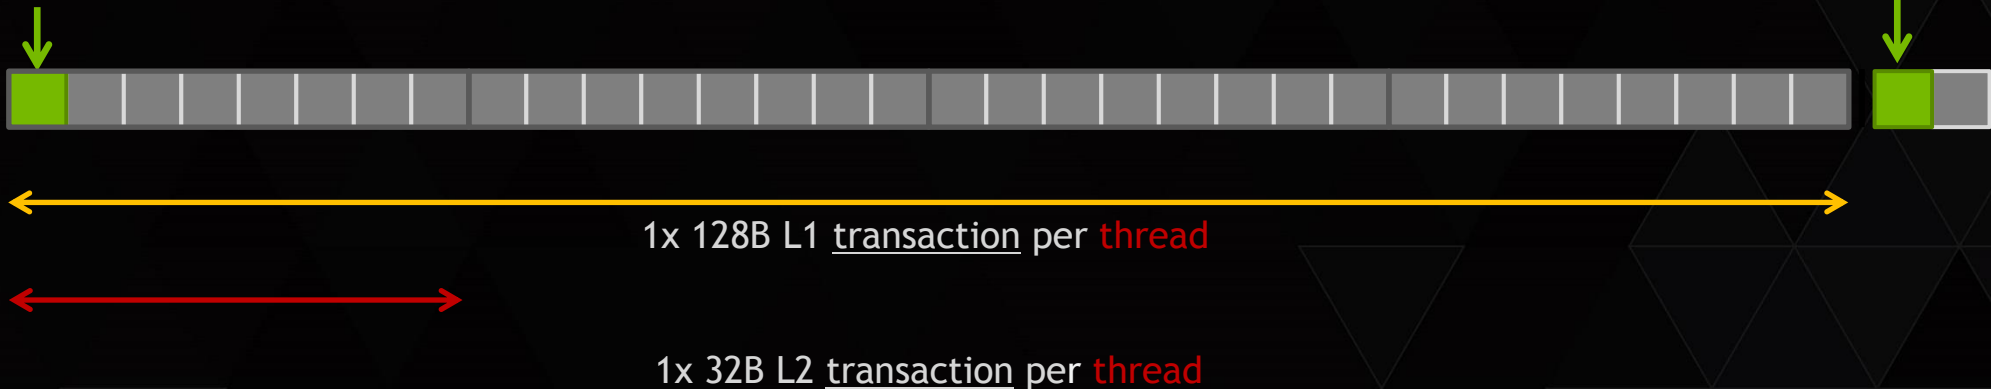 1x 128B L1 transaction per thread
1x 32B L2 transaction per thread